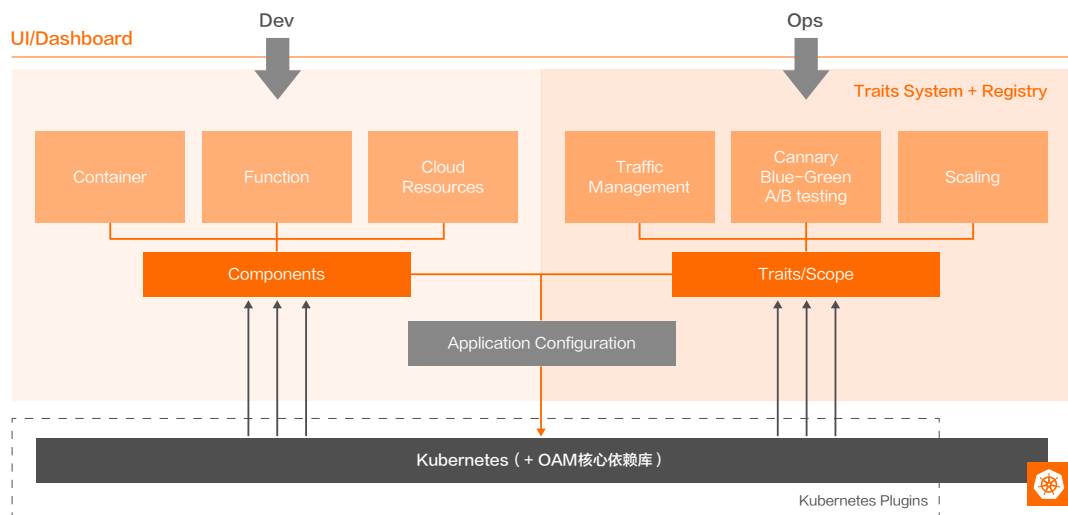 Dev
Ops
UI/Dashboard
Traits System + Registry
Container
Function
Cloud
Resources
Traffic
Management
Cannary
Blue-Green
A/B testing
Scaling
Components
Traits/Scope
Application Configuration
Kubernetes（+ OAM核心依赖库）
Kubernetes Plugins